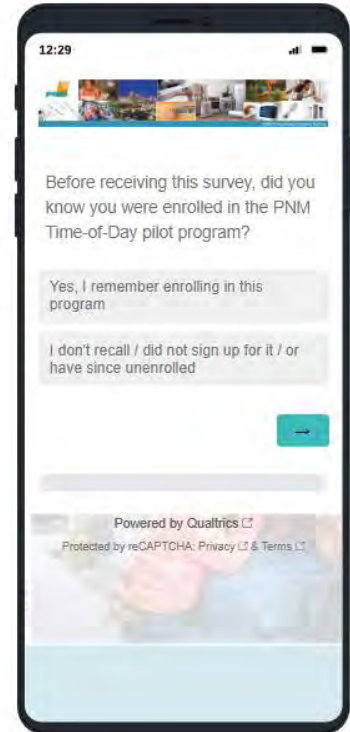 12:29
Before receiving this survey, did you
know you were enrolled in the PNM
Time-of-Day pilot program?
Yes, I remember enrolling in this
program
I don't recall / did not sign up for it / or
have since unenrolled
→
Powered by Qualtrics
Protected by reCAPTCHA: Privacy & Terms